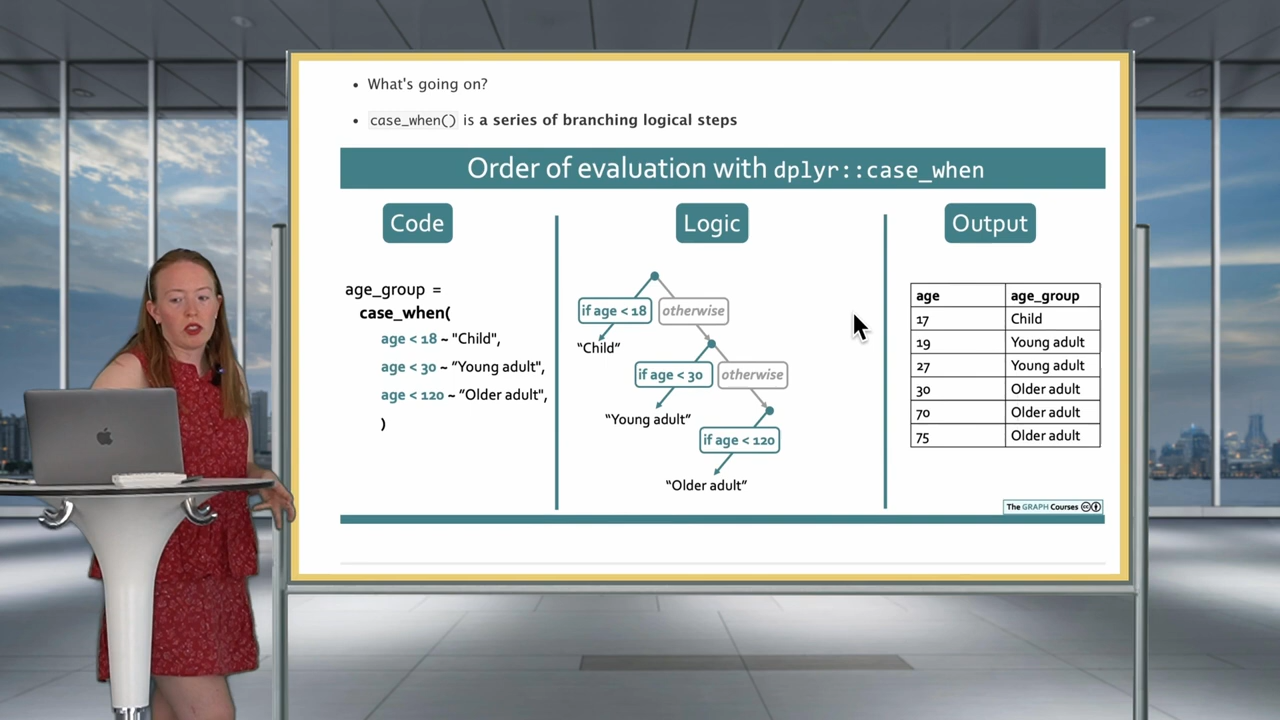 What's going on?
case_when() is a series of branching logical steps
Order of evaluation with dplyr::case_when
Code
age_group =
case_when(
age < 18 ~ "Child",
age < 30 ~ “Young adult",
age < 120 ~ “Older adult",
)
Logic
if age < 18 otherwise
“Child”
if age < 30 otherwise
“Young adult”
if age < 120
“Older adult”
Output
age age_group
17 Child
19 Young adult
27 Young adult
30 Older adult
70 Older adult
75 Older adult
The GRAPH Courses